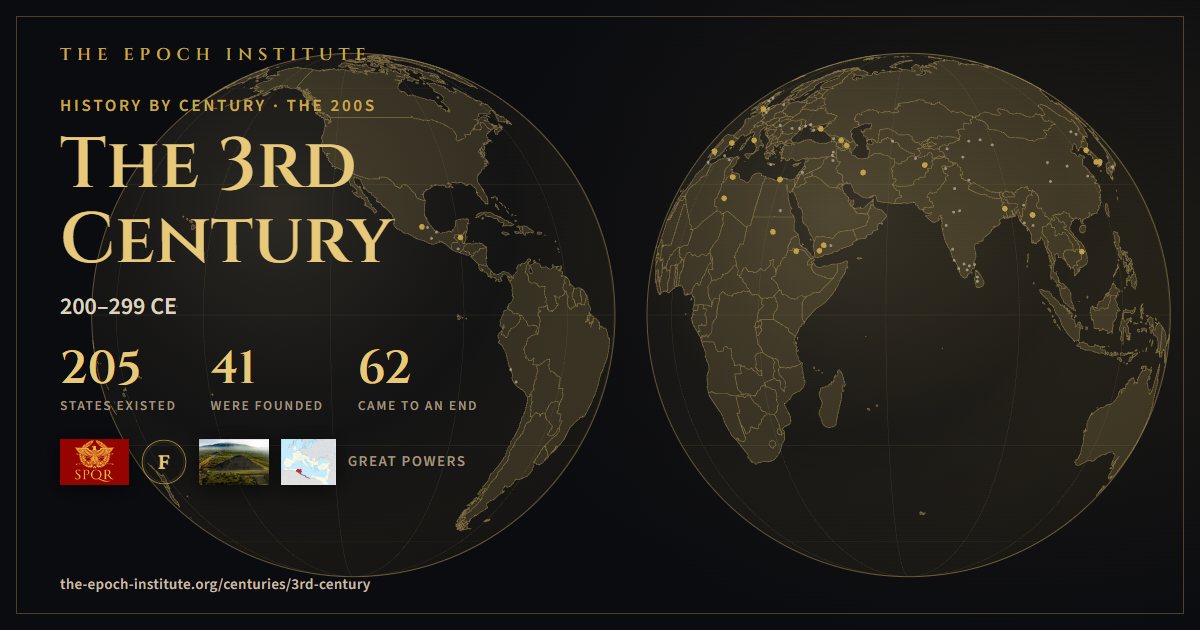 THE EPOCH INSTITUTE
HISTORY BY CENTURY · THE 200S
THE 3RD
CENTURY
200–299 CE
205 41 62
STATES EXISTED WERE FOUNDED CAME TO AN END
SPQR F GREAT POWERS
the-epoch-institute.org/centuries/3rd-century